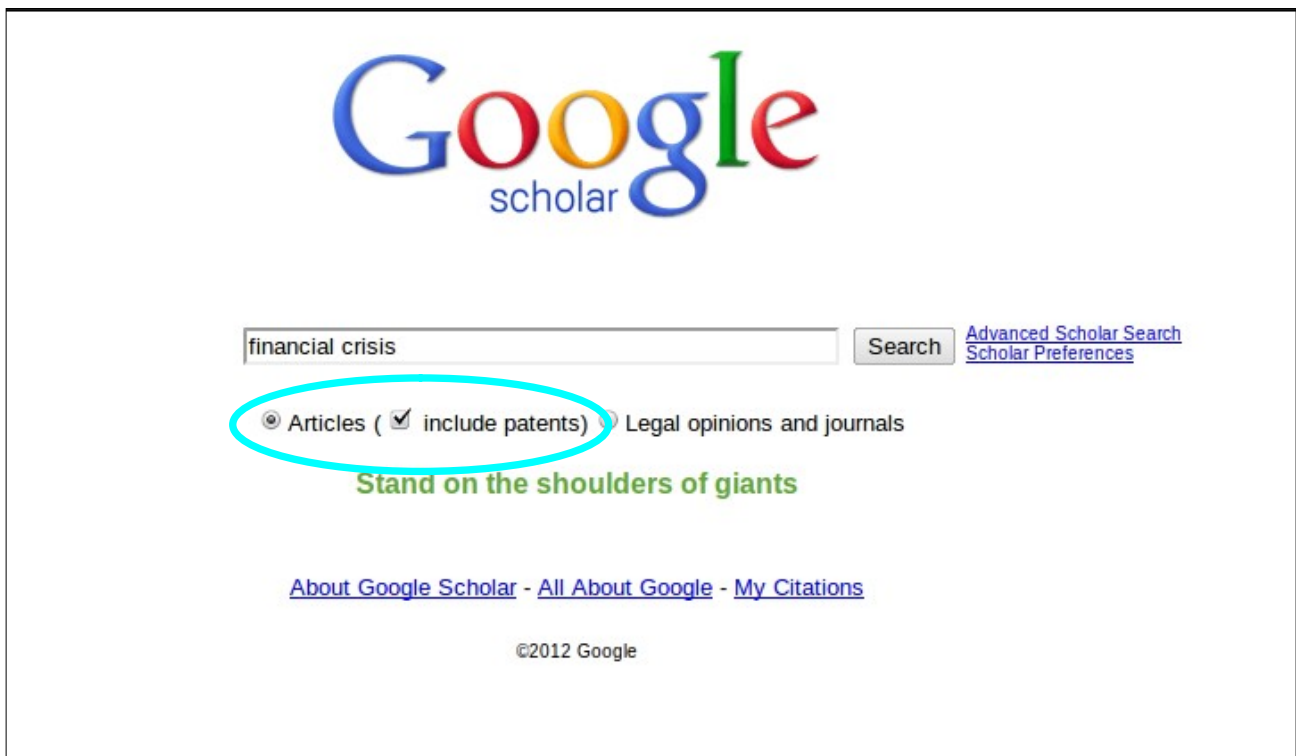 Google
scholar
financial crisis Search Advanced Scholar Search
Scholar Preferences
Articles ( include patents) Legal opinions and journals
Stand on the shoulders of giants
About Google Scholar - All About Google - My Citations
©2012 Google